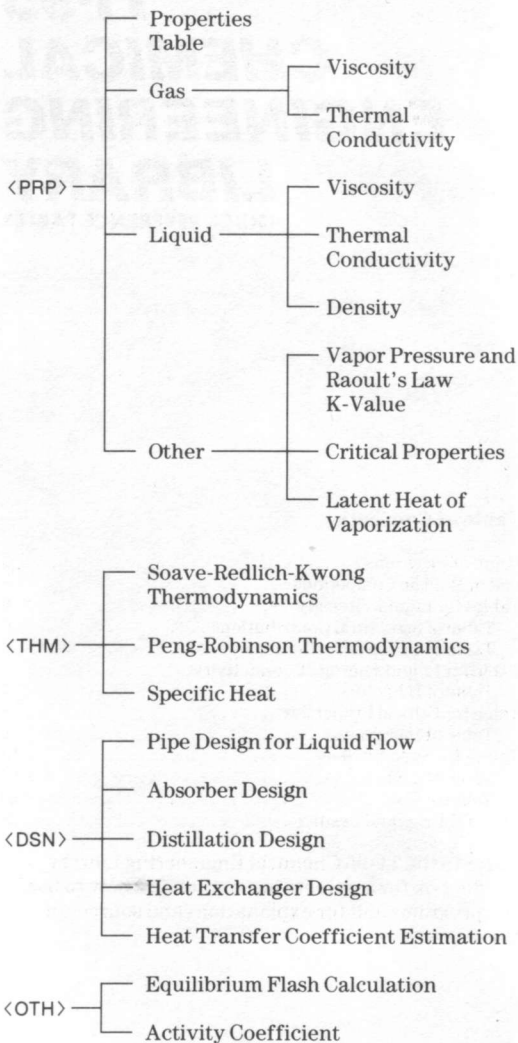 Properties
Table
Gas
Viscosity
Thermal
Conductivity
<PRP>
Liquid
Viscosity
Thermal
Conductivity
Density
Other
Vapor Pressure and
Raoult's Law
K-Value
Critical Properties
Latent Heat of
Vaporization
<THM>
Soave-Redlich-Kwong
Thermodynamics
Peng-Robinson Thermodynamics
Specific Heat
<DSN>
Pipe Design for Liquid Flow
Absorber Design
Distillation Design
Heat Exchanger Design
Heat Transfer Coefficient Estimation
<OTH>
Equilibrium Flash Calculation
Activity Coefficient